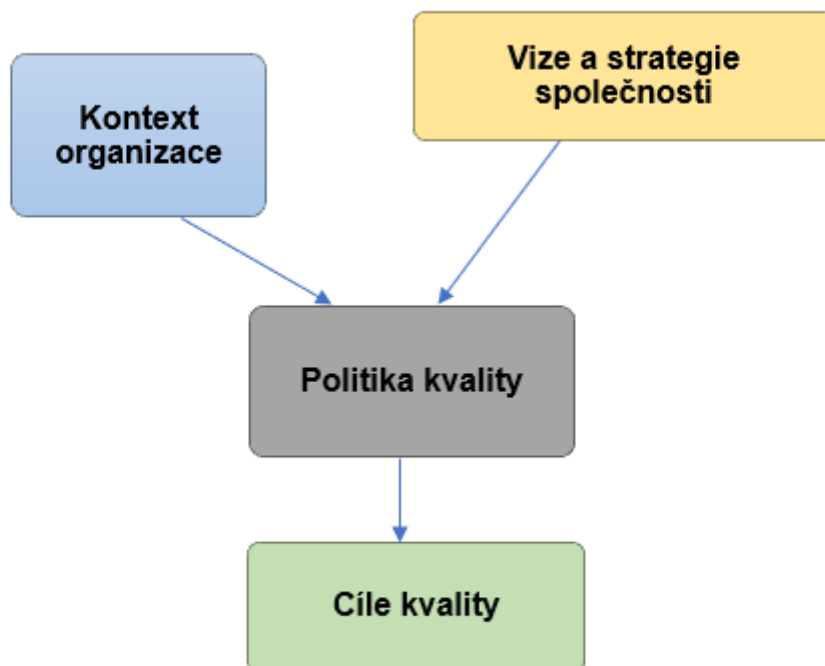 Kontext
organizace
Vize a strategie
společnosti
Politika kvality
Cíle kvality